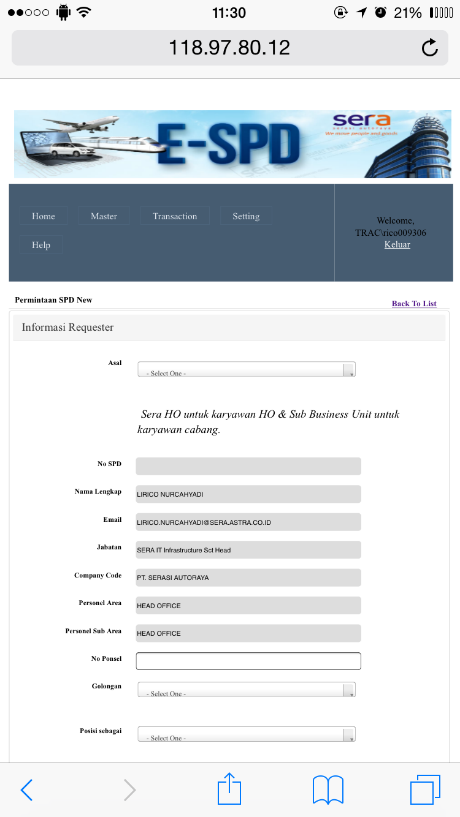 11:30
21%
118.97.80.12
E-SPD
sera
Home
Master
Transaction
Setting
Help
Welcome,
TRAC\rico009306
Keluar
Permintaan SPD New
Back To List
Informasi Requester
Asal
- Select One -
Sera HO untuk karyawan HO & Sub Business Unit untuk
karyawan cabang.
No SPD
Nama Lengkap
LIRICO NURCAHYADI
Email
LIRICO.NURCAHYADI@SERA.ASTRA.CO.ID
Jabatan
SERA IT Infrastructure Sct Head
Company Code
PT. SERASI AUTORAYA
Personel Area
HEAD OFFICE
Personel Sub Area
HEAD OFFICE
No Ponsel
Golongan
- Select One -
Posisi sebagai
- Select One -